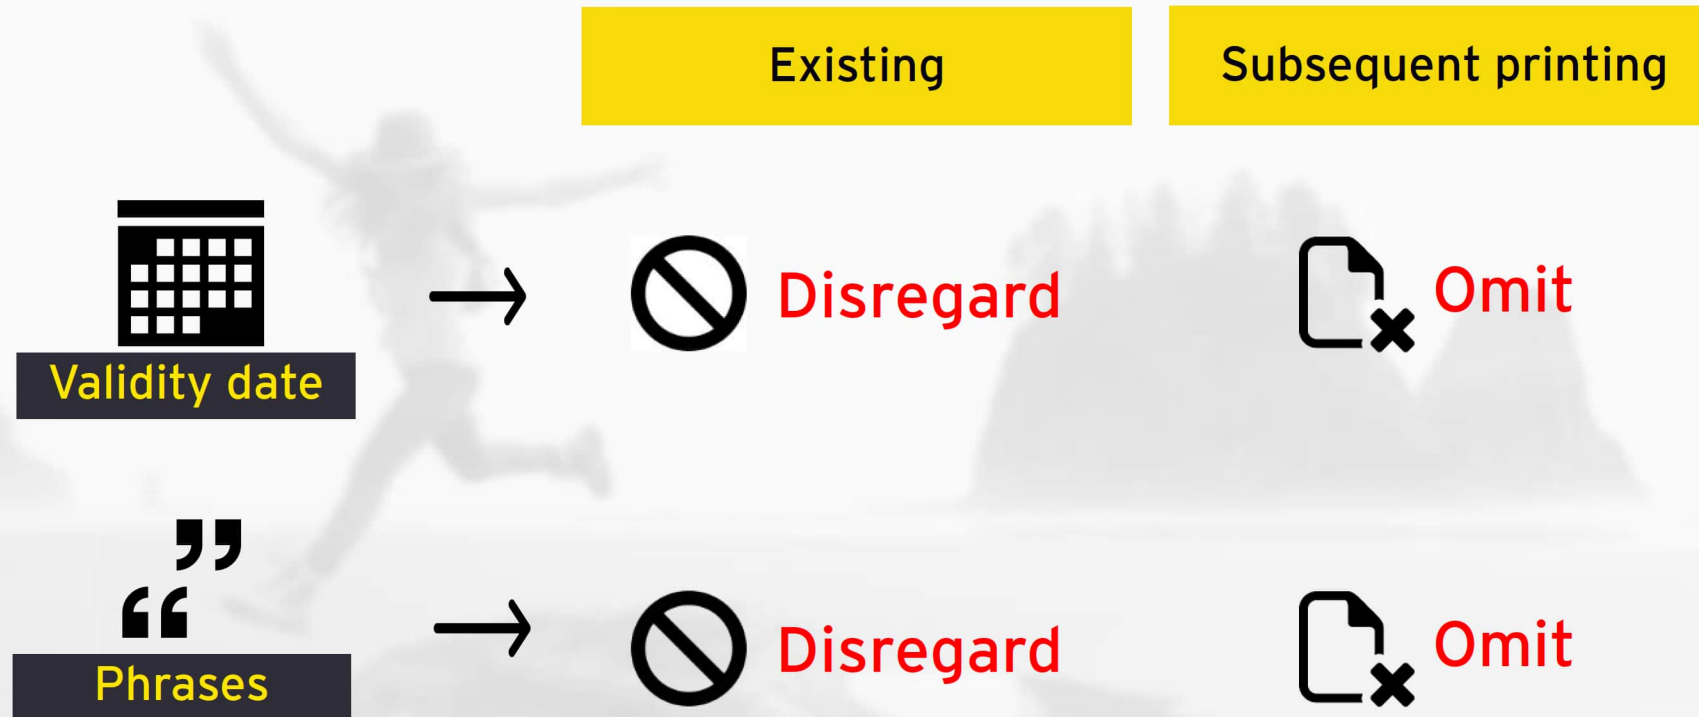 Existing
Subsequent printing
Disregard
Omit
Validity date
Disregard
Omit
Phrases